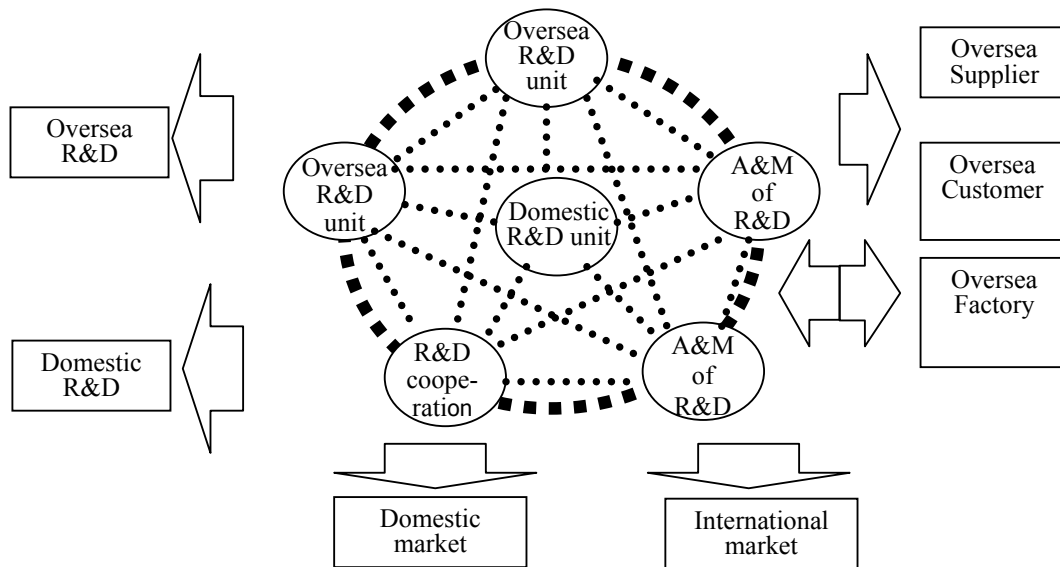 Oversea
R&D
unit
Oversea
Supplier
Oversea
R&D
Oversea
R&D unit
unit
A&M
of
R&D
Oversea
Customer
Domestic
R&D unit
Oversea
Factory
Domestic
R&D
R&D
coope-
ration
A&M
of
R&D
Domestic
market
International
market